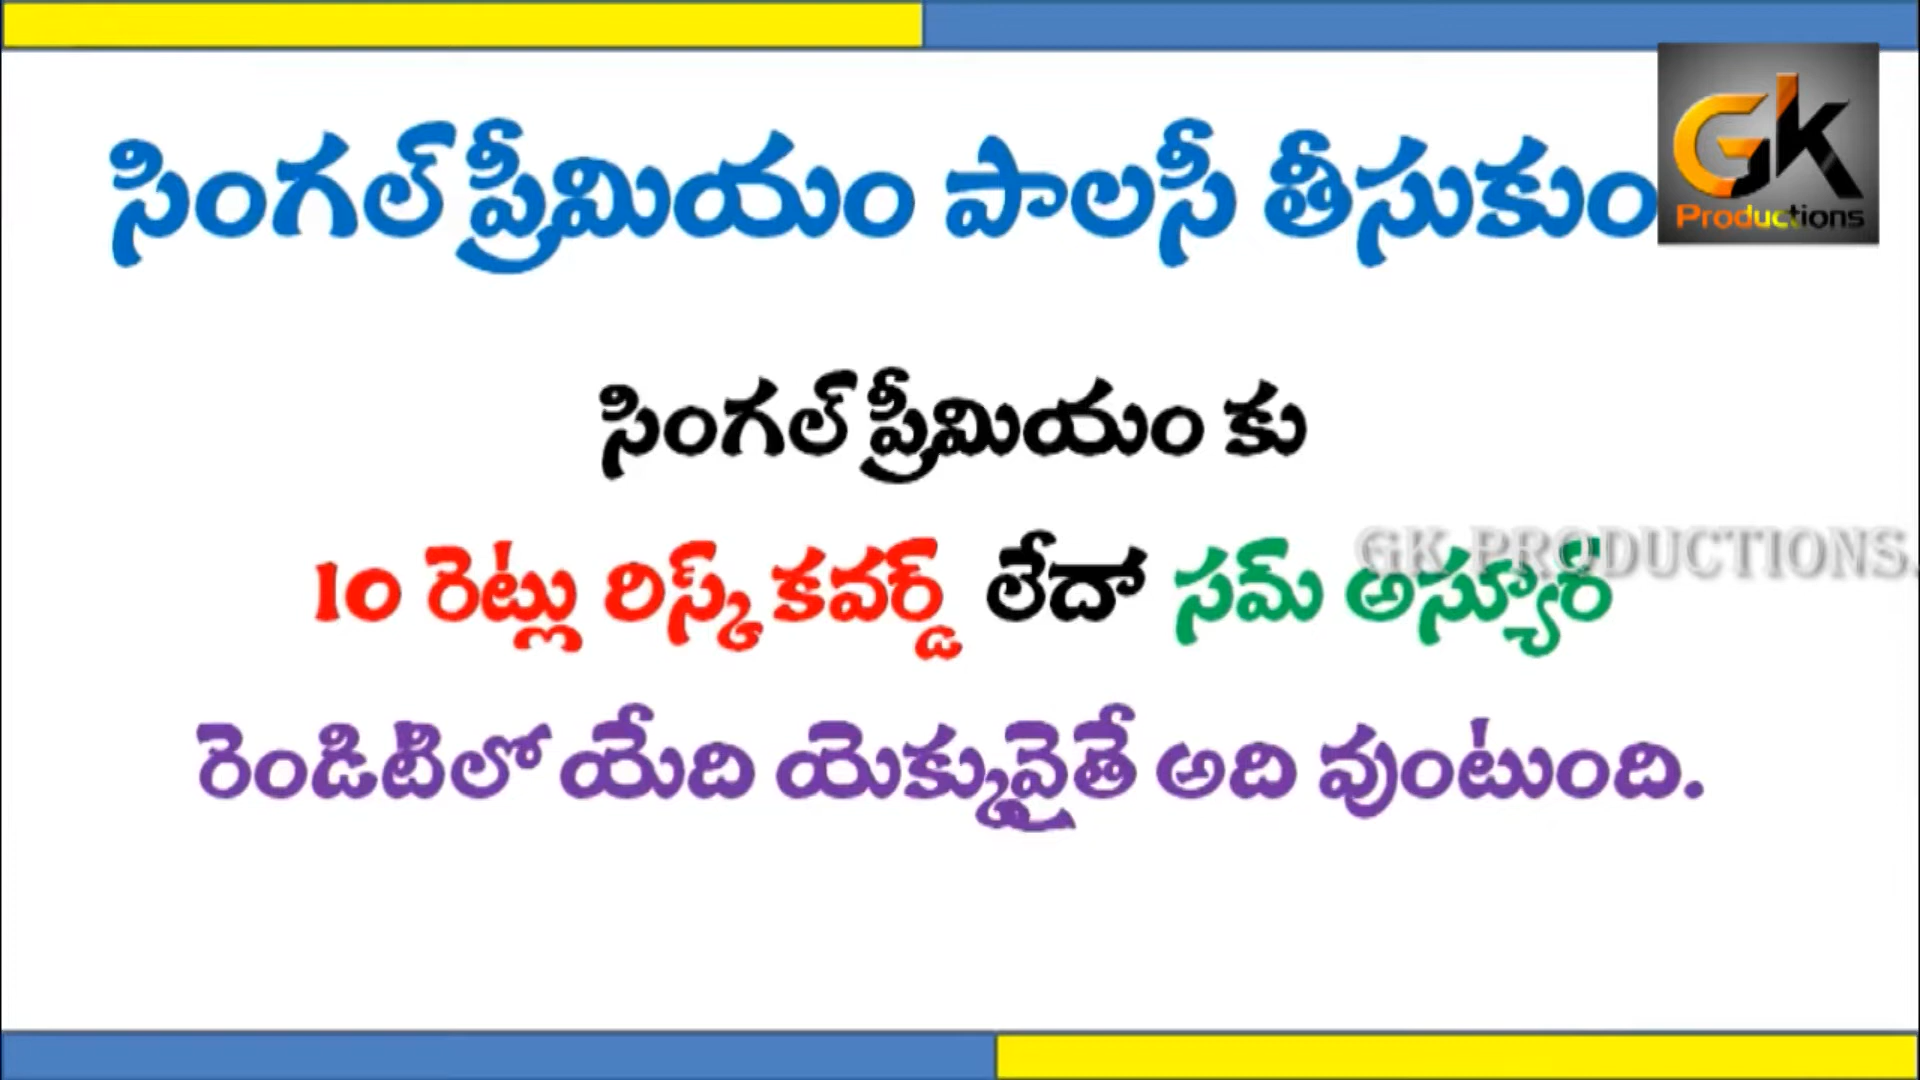 సింగల్ ప్రీమియం పాలసీ తీసుకుం
Gk
Productions
సింగల్ ప్రీమియం కు
GK PRODUCTIONS.
10 రెట్లు రిస్క్ కవర్డ్ లేదా సమ్ అస్యూర్
రెండిటిలో యేది యెక్కువైతే అది వుంటుంది.